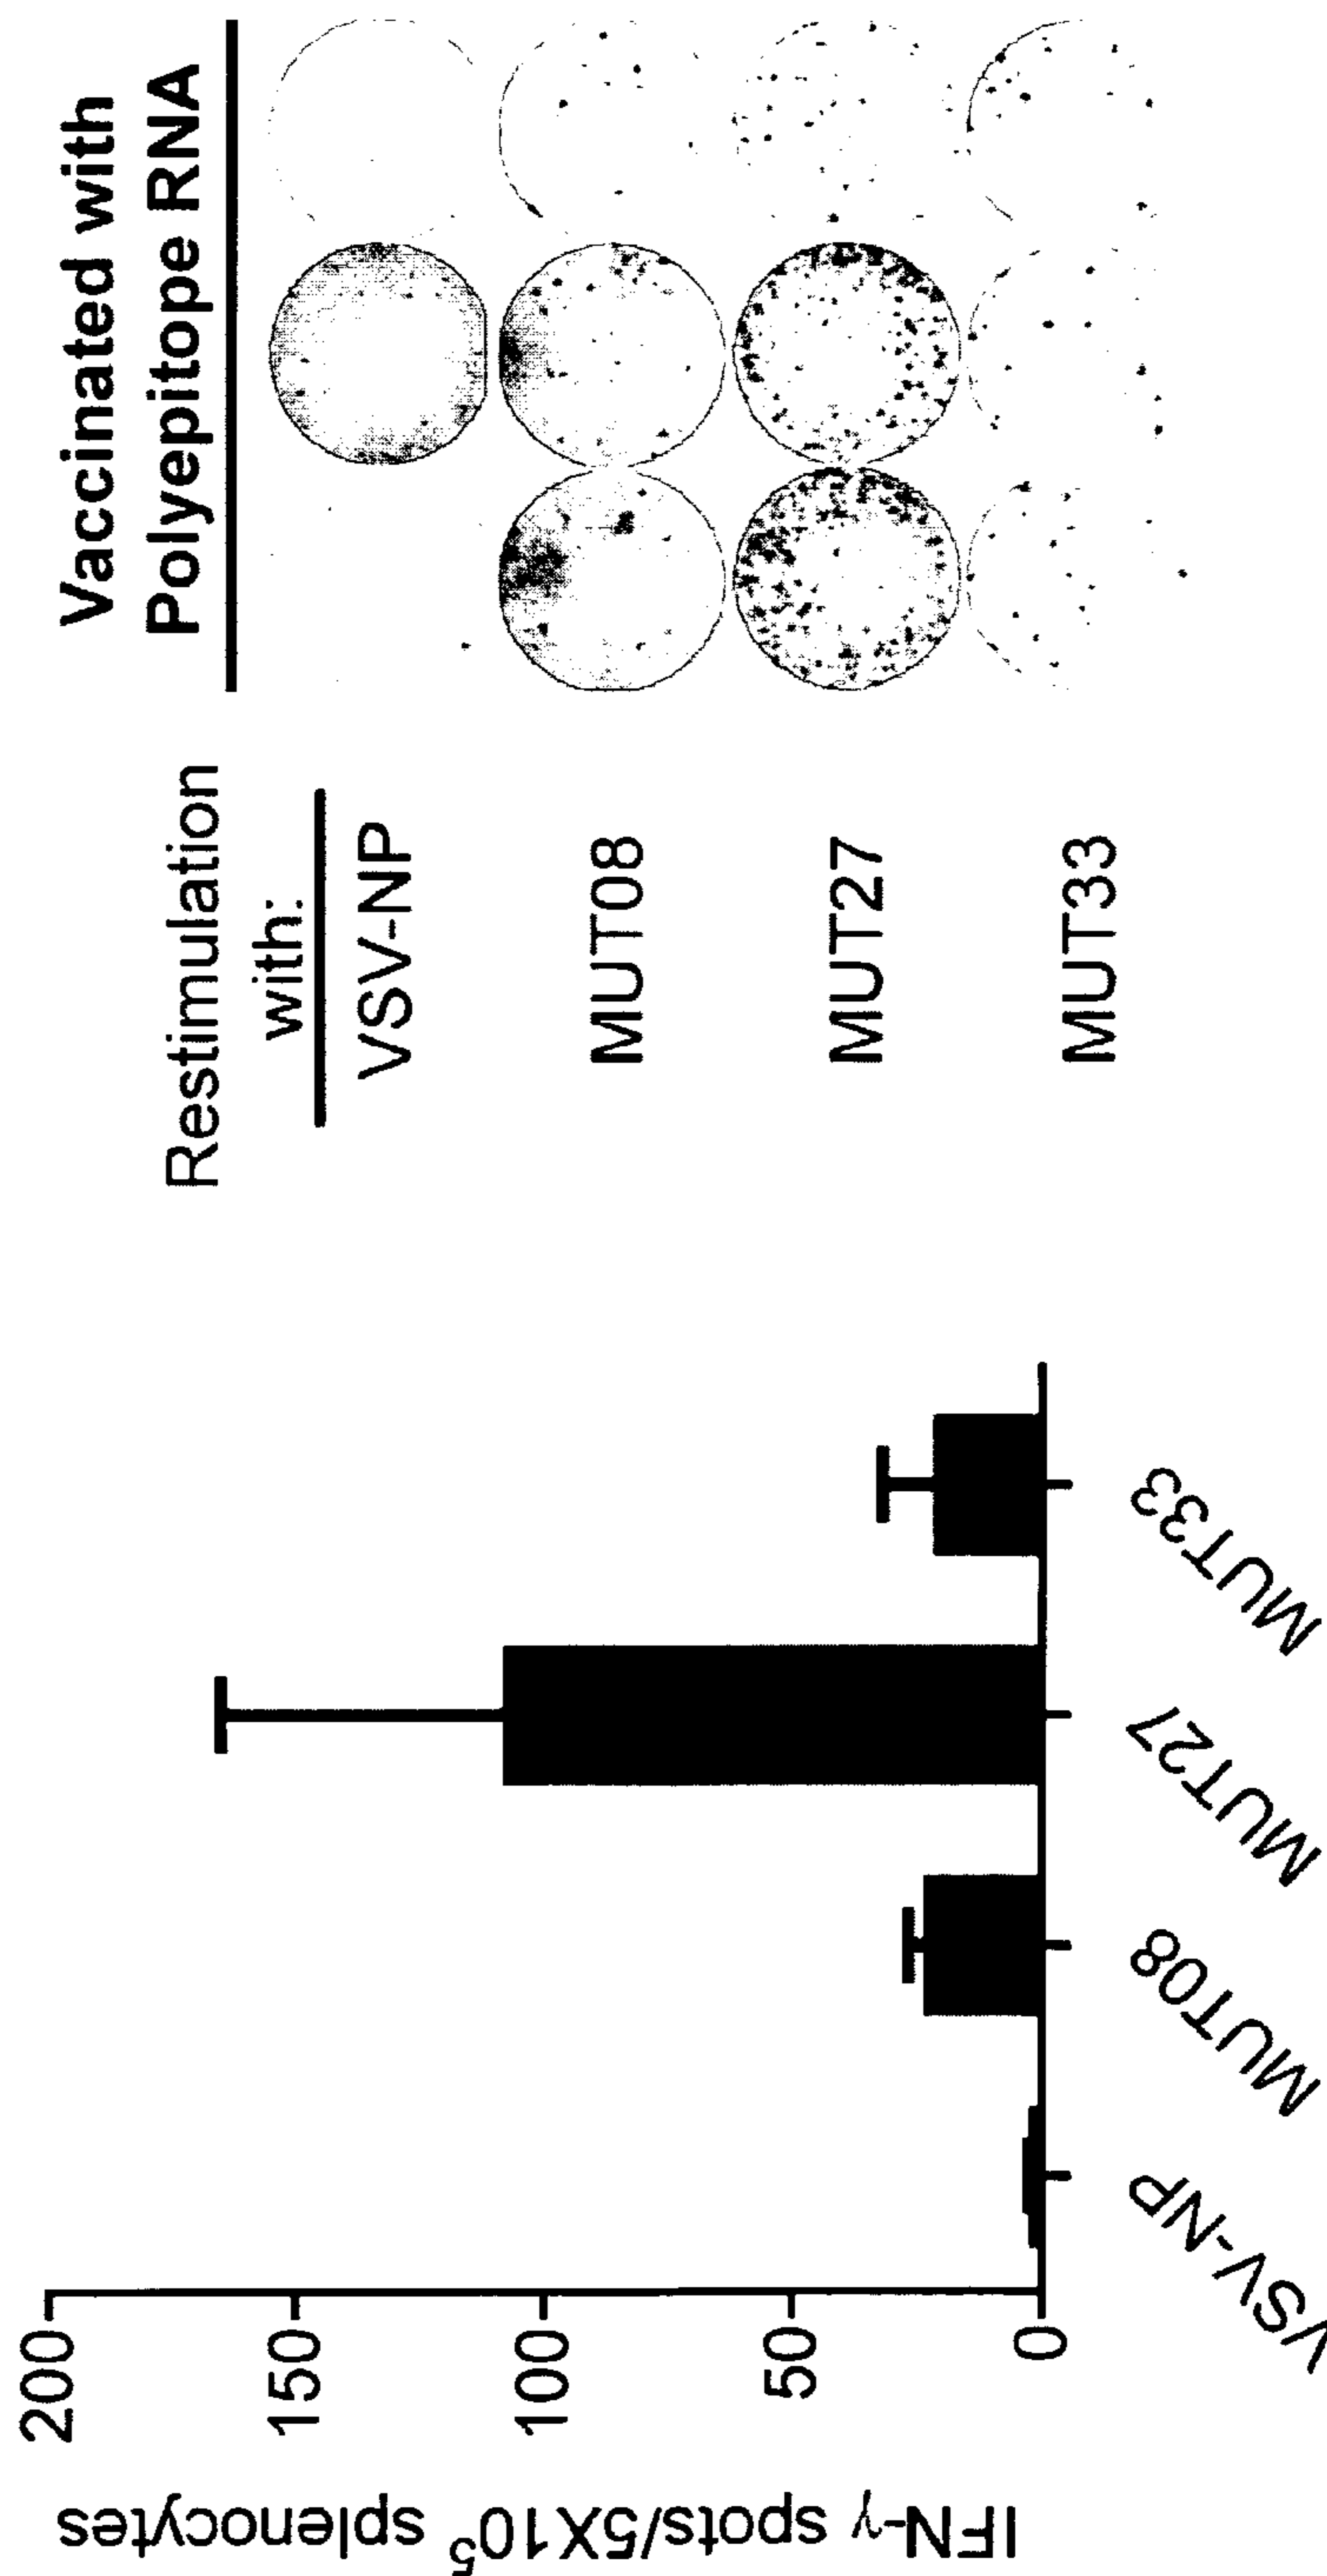 IFN-γ spots/5X10⁵ splenocytes
200
150
100
50
0
VSV-NP
MUT08
MUT27
MUT33
Restimulation
with:
VSV-NP
MUT08
MUT27
MUT33
Vaccinated with
Polyepitope RNA